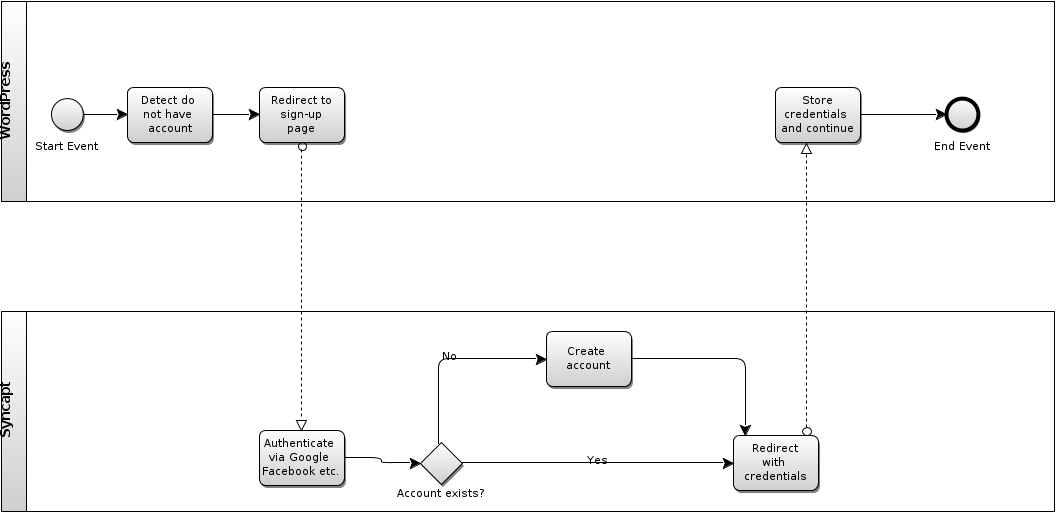 WordPress
Detect do
not have
account
Redirect to
sign-up
page
Store
credentials
and continue
Start Event
End Event
Syncapt
No
Create
account
Authenticate
via Google
Facebook etc.
Account exists?
Yes
Redirect
with
credentials